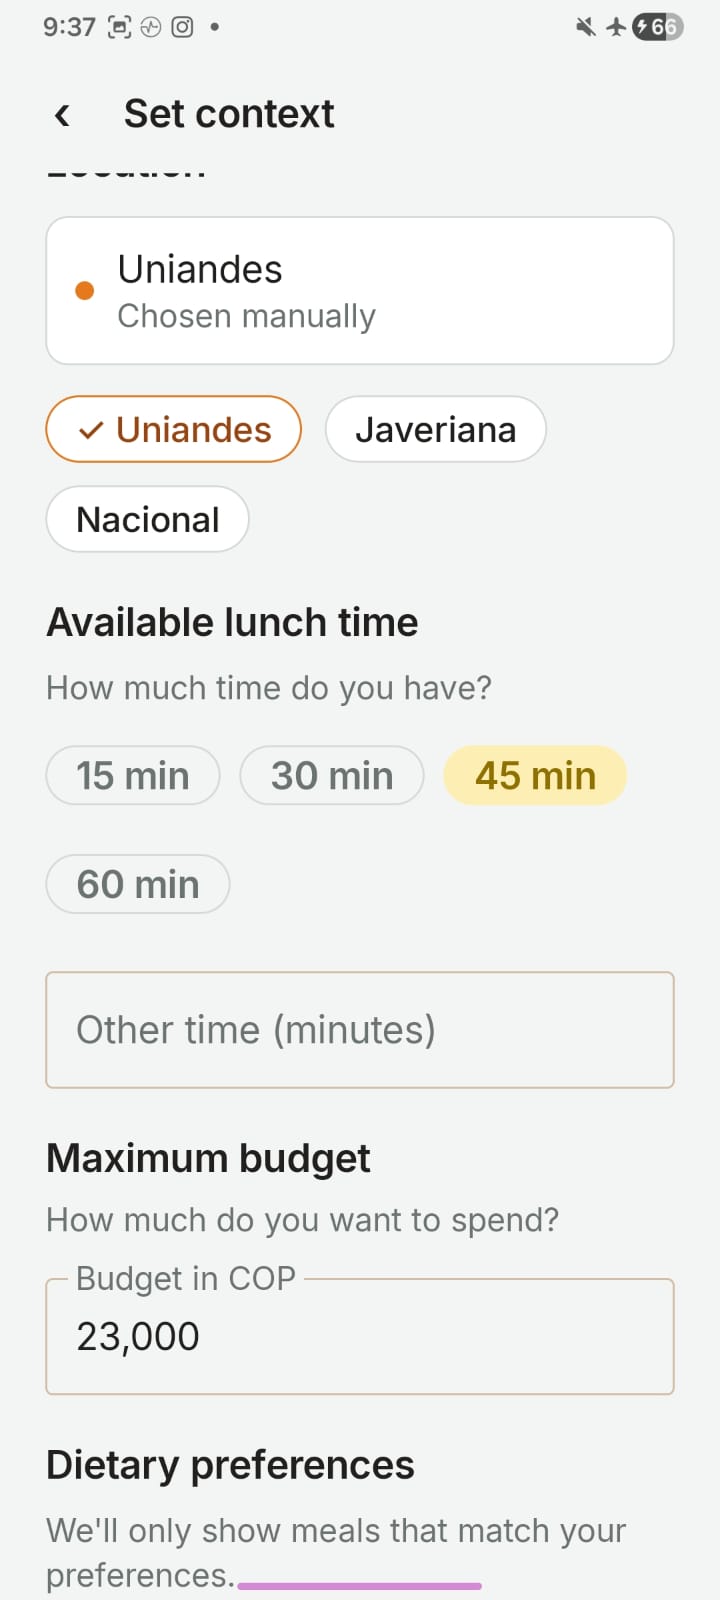 9:37
66
Set context
Location
Uniandes
Chosen manually
Uniandes
Javeriana
Nacional
Available lunch time
How much time do you have?
15 min
30 min
45 min
60 min
Other time (minutes)
Maximum budget
How much do you want to spend?
Budget in COP
23,000
Dietary preferences
We'll only show meals that match your
preferences.